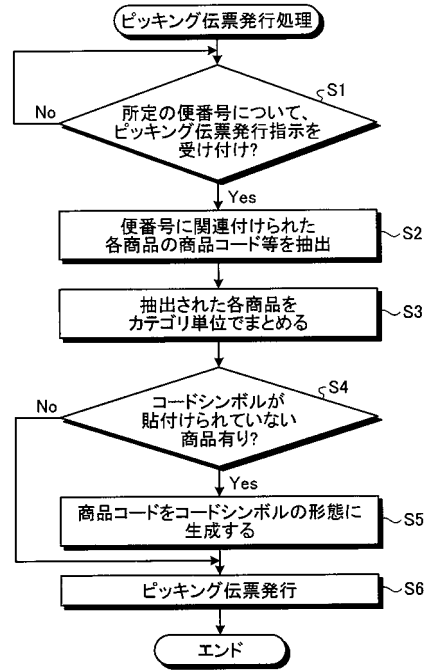 ピッキング伝票発行処理
S1
No
所定の便番号について、
ピッキング伝票発行指示を
受け付け?
Yes
便番号に関連付けられた
各商品の商品コード等を抽出
S2
抽出された各商品を
カテゴリ単位でまとめる
S3
S4
No
コードシンボルが
貼付けられていない
商品有り?
Yes
商品コードをコードシンボルの形態に
生成する
S5
ピッキング伝票発行
S6
エンド